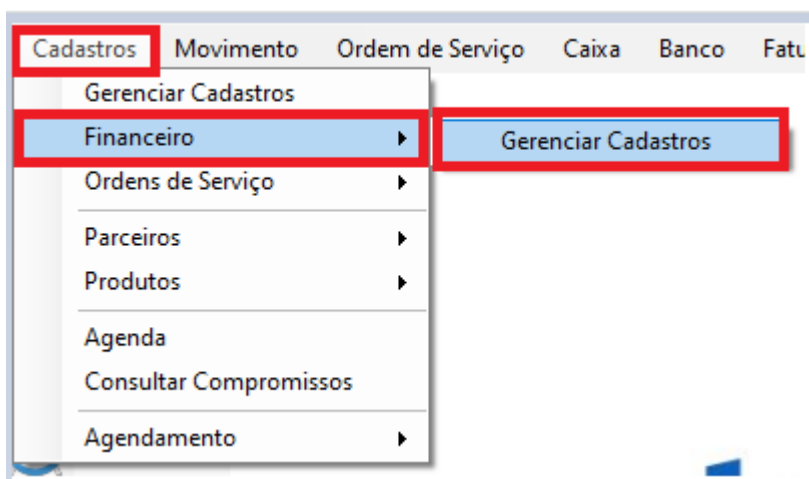 Cadastros Movimento Ordem de Serviço Caixa Banco Fatu
Gerenciar Cadastros
Financeiro Gerenciar Cadastros
Ordens de Serviço
Parceiros
Produtos
Agenda
Consultar Compromissos
Agendamento